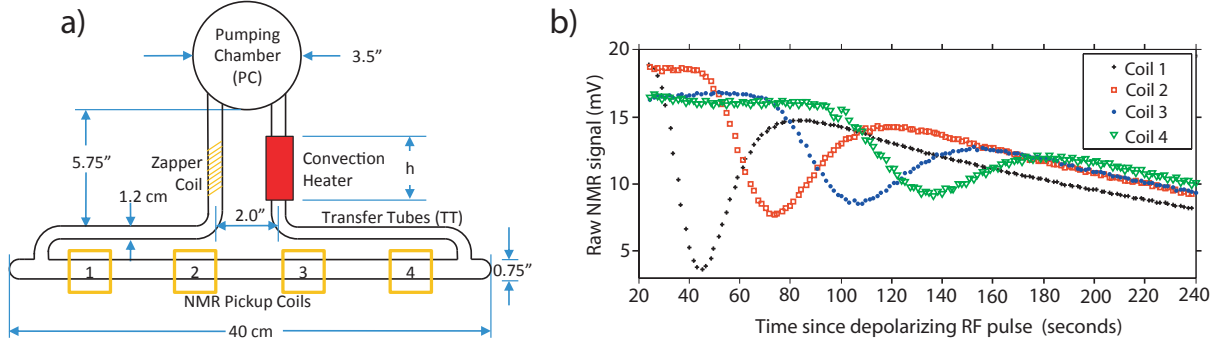 a)
Pumping
Chamber
(PC)
3.5”
5.75”
Zapper
Coil
Convection
Heater
h
1.2 cm
2.0”
Transfer Tubes (TT)
1
2
3
4
0.75”
NMR Pickup Coils
40 cm
b)
Raw NMR signal (mV)
20
15
10
5
Coil 1
Coil 2
Coil 3
Coil 4
20 40 60 80 100 120 140 160 180 200 220 240
Time since depolarizing RF pulse (seconds)